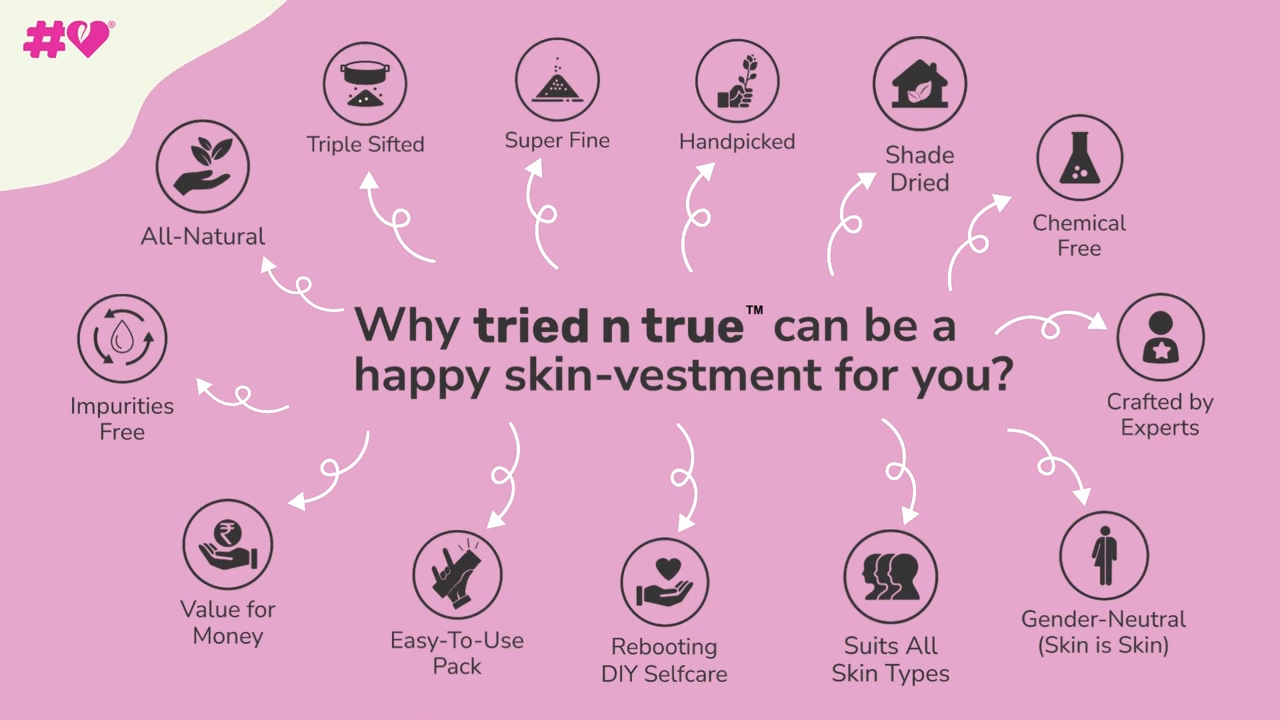 #
®
Triple Sifted
Super Fine
Handpicked
Shade
Dried
Chemical
Free
All-Natural
Why tried n true™ can be a
happy skin-vestment for you?
Impurities
Free
Crafted by
Experts
Value for
Money
Easy-To-Use
Pack
Rebooting
DIY Selfcare
Suits All
Skin Types
Gender-Neutral
(Skin is Skin)
₹